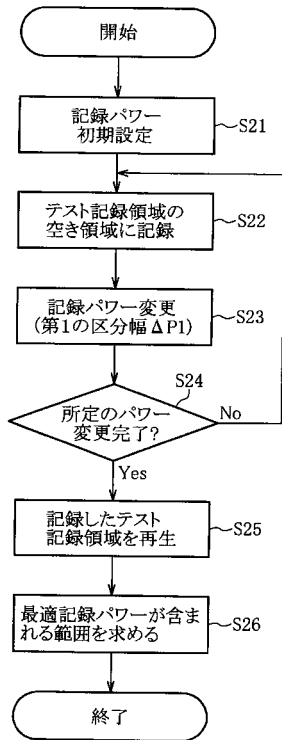 開始
記録パワー
初期設定
S21
テスト記録領域の
空き領域に記録
S22
記録パワー変更
(第1の区分幅ΔP1)
S23
S24
所定のパワー
変更完了?
No
Yes
記録したテスト
記録領域を再生
S25
最適記録パワーが含ま
れる範囲を求める
S26
終了